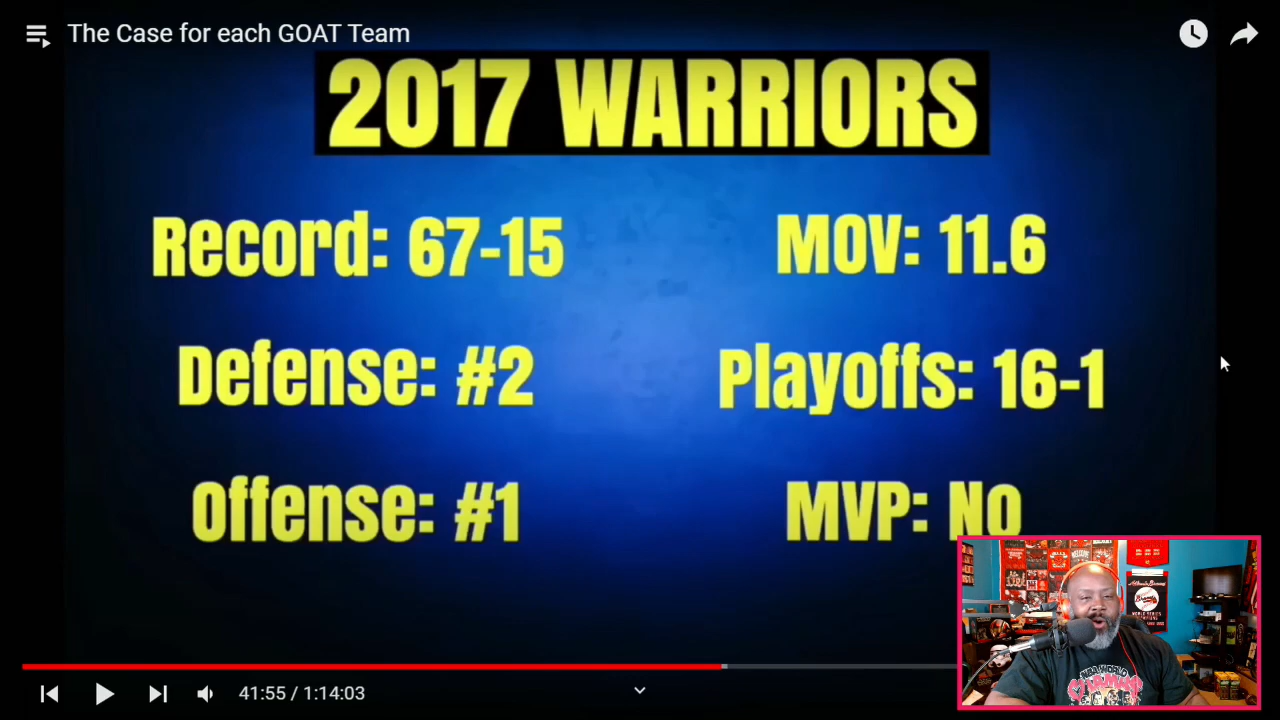 The Case for each GOAT Team
2017 WARRIORS
Record: 67-15
MOV: 11.6
Defense: #2
Playoffs: 16-1
Offense: #1
MVP: No
41:55 / 1:14:03